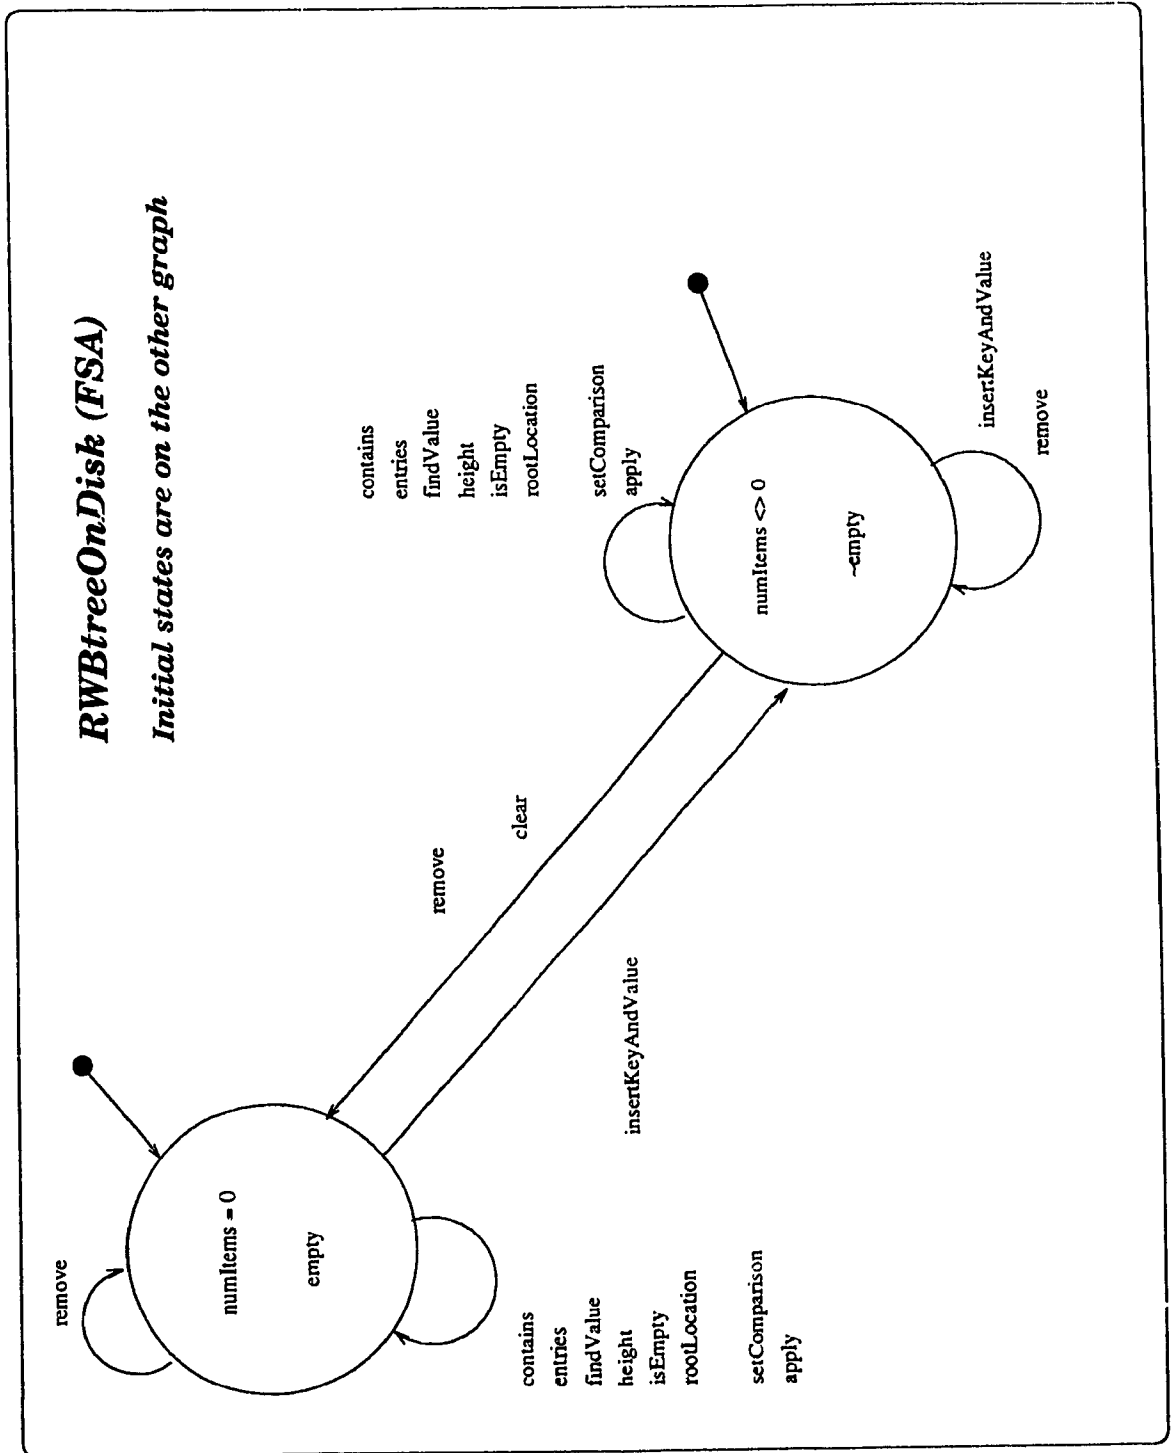 RWBtreeOnDisk (FSA)
Initial states are on the other graph
remove
numItems = 0
empty
contains
entries
findValue
height
isEmpty
rootLocation
setComparison
apply
remove
clear
insertKeyAndValue
contains
entries
findValue
height
isEmpty
rootLocation
setComparison
apply
numItems <> 0
~empty
insertKeyAndValue
remove